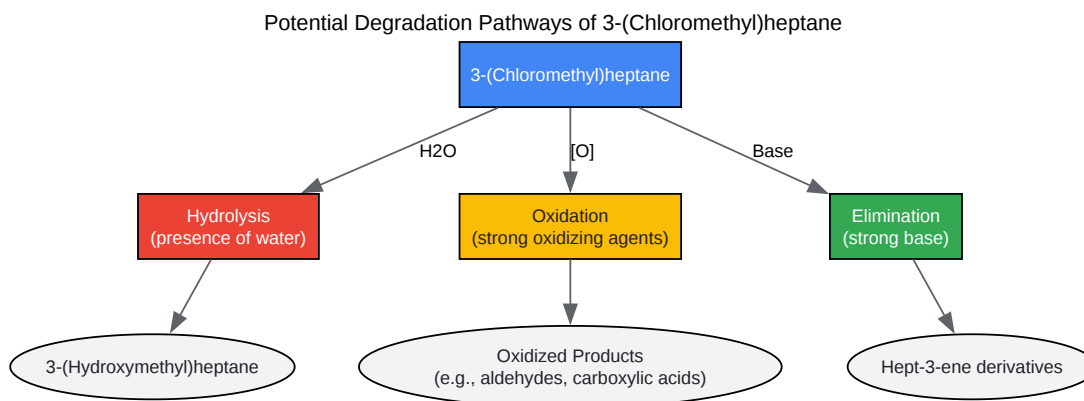 Potential Degradation Pathways of 3-(Chloromethyl)heptane
3-(Chloromethyl)heptane
H2O
[O]
Base
Hydrolysis
(presence of water)
Oxidation
(strong oxidizing agents)
Elimination
(strong base)
3-(Hydroxymethyl)heptane
Oxidized Products
(e.g., aldehydes, carboxylic acids)
Hept-3-ene derivatives